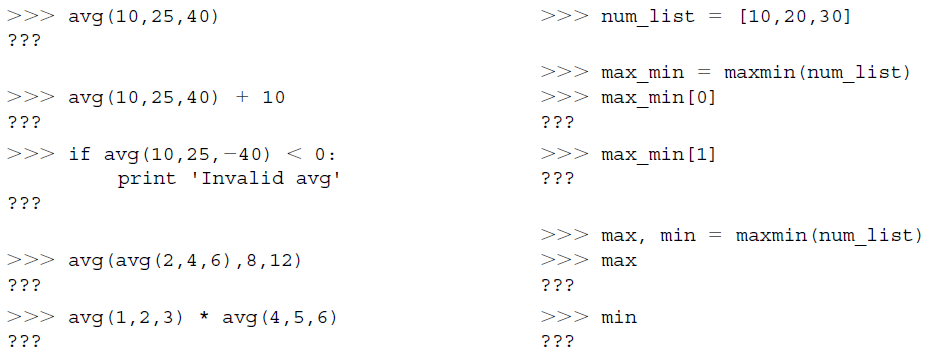 >>> avg(10,25,40)
???
>>> avg(10,25,40) + 10
???
>>> if avg(10,25,−40) < 0:
        print 'Invalid avg'
???
>>> avg(avg(2,4,6),8,12)
???
>>> avg(1,2,3) * avg(4,5,6)
???
>>> num_list = [10,20,30]
>>> max_min = maxmin(num_list)
>>> max_min[0]
???
>>> max_min[1]
???
>>> max, min = maxmin(num_list)
>>> max
???
>>> min
???